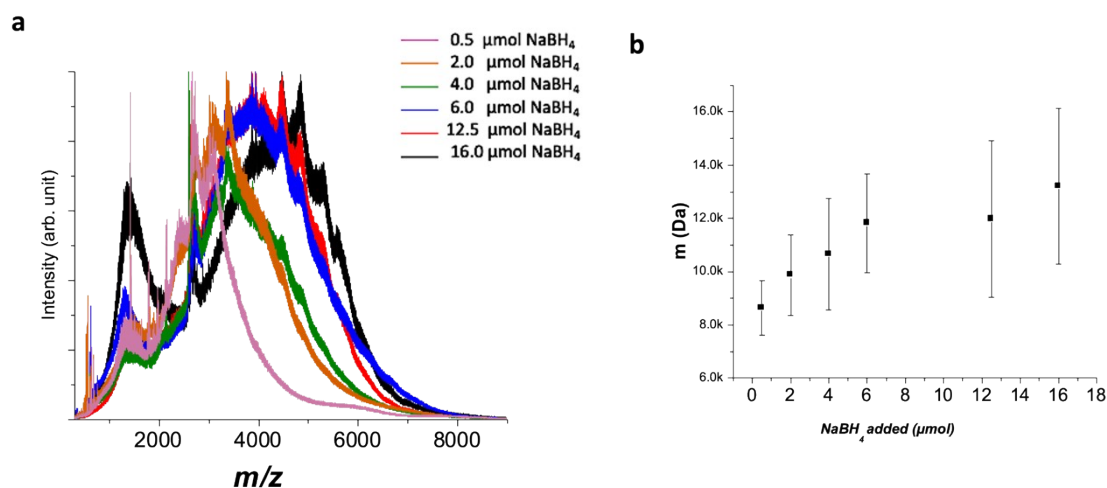 a
0.5 µmol NaBH4
2.0 µmol NaBH4
4.0 µmol NaBH4
6.0 µmol NaBH4
12.5 µmol NaBH4
16.0 µmol NaBH4
Intensity (arb. unit)
2000 4000 6000 8000
m/z
b
16.0k
14.0k
12.0k
10.0k
8.0k
6.0k
m (Da)
0 2 4 6 8 10 12 14 16 18
NaBH4 added (µmol)